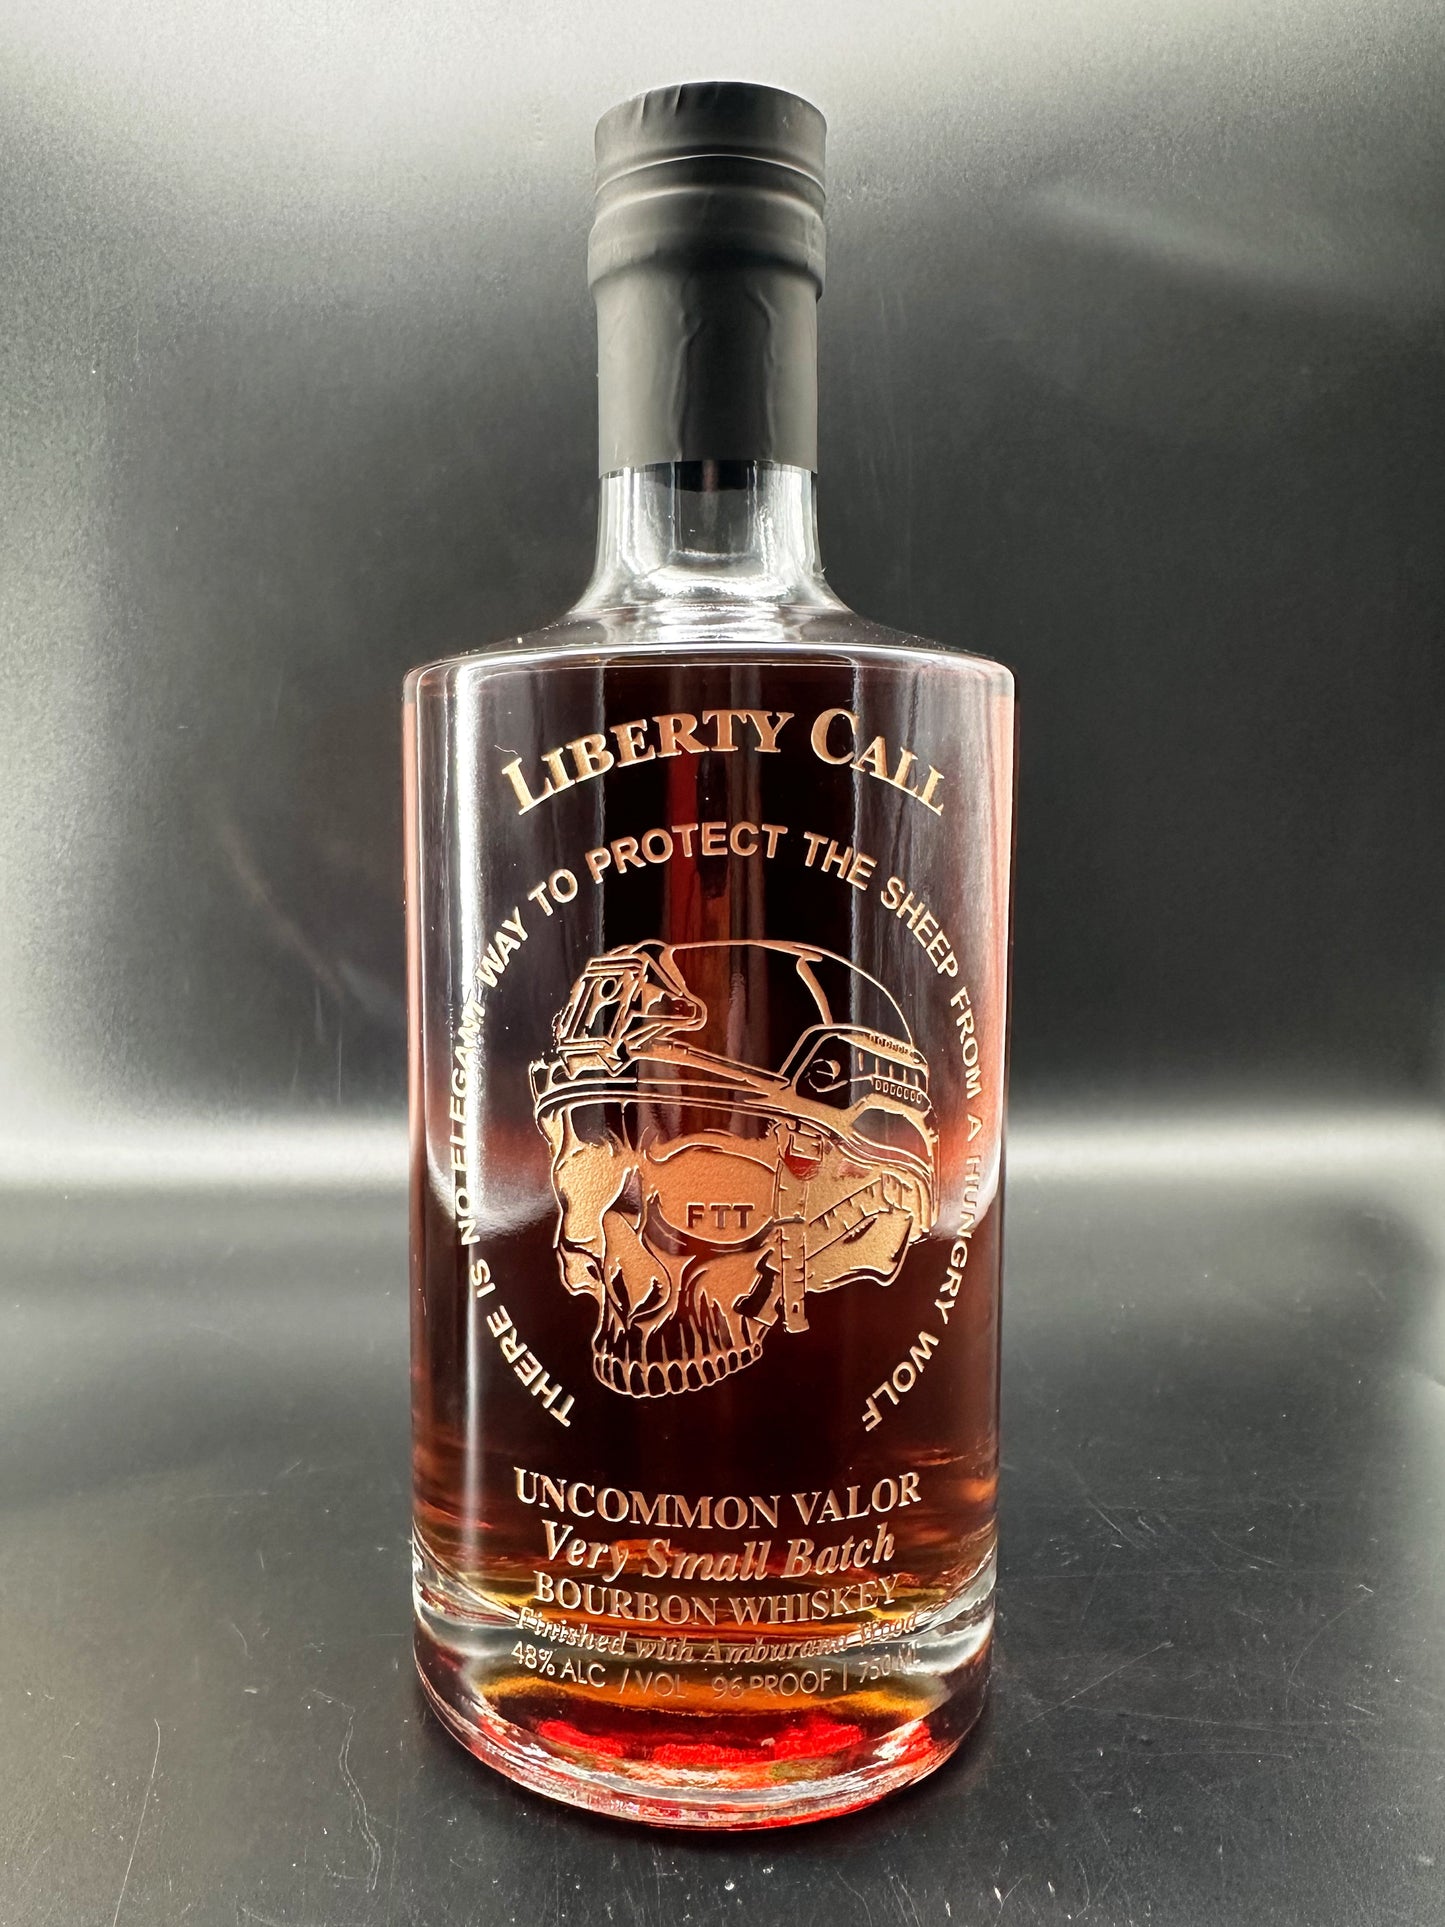 LIBERTY CALL
THERE IS NO ELEGANT WAY TO PROTECT THE SHEEP FROM A HUNGRY WOLF
FTT
UNCOMMON VALOR
Very Small Batch
BOURBON WHISKEY
Finished with Amburana Wood
48% ALC / VOL 96 PROOF | 750 ML